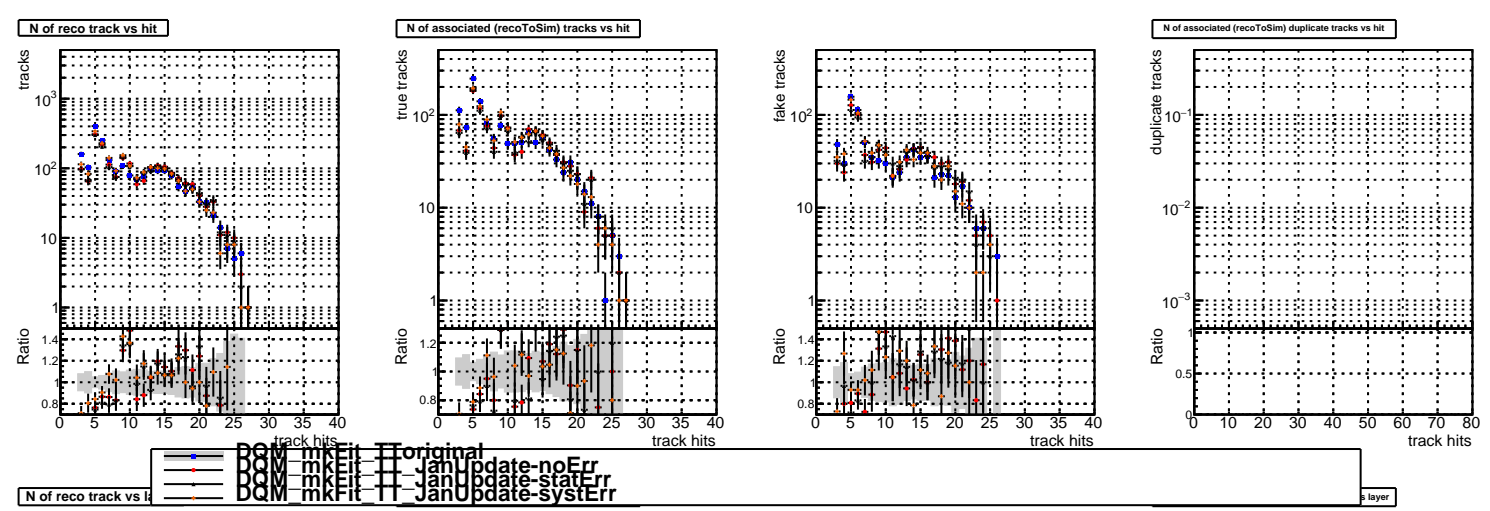 N of reco track vs hit
N of associated (recoToSim) tracks vs hit
N of associated (recoToSim) duplicate tracks vs hit
tracks
10³
10²
10
1
Ratio
1.4
1.2
1
0.8
0 5 10 15 20 25 30 35 40
track hits
true tracks
10²
10
1
Ratio
1.2
1
0.8
0 5 10 15 20 25 30 35 40
track hits
fake tracks
10²
10
1
Ratio
1.4
1.2
1
0.8
0 5 10 15 20 25 30 35 40
track hits
duplicate tracks
10⁻¹
10⁻²
10⁻³
Ratio
1
0.5
0
0 10 20 30 40 50 60 70 80
track hits
DQM_mkFit_TToriginal
DQM_mkFit_TT_JanUpdate-noErr
DQM_mkFit_TT_JanUpdate-statErr
DQM_mkFit_TT_JanUpdate-systErr
N of reco track vs la
s layer